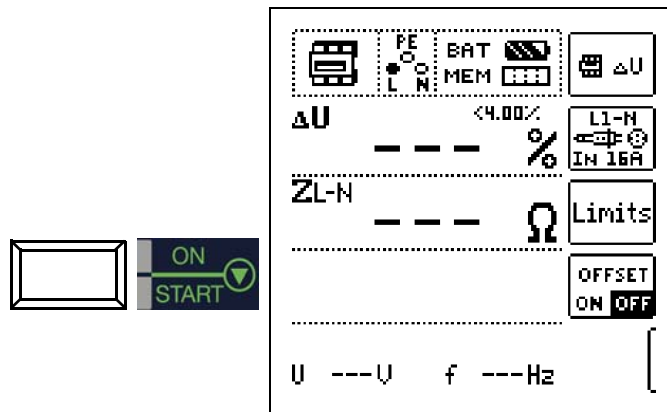 ON
START
PE
L N
BAT
MEM
ΔU
ΔU
<4.00%
--- %
L1-N
IN 16A
ZL-N
--- Ω
Limits
OFFSET
ON OFF
U ---V f ---Hz